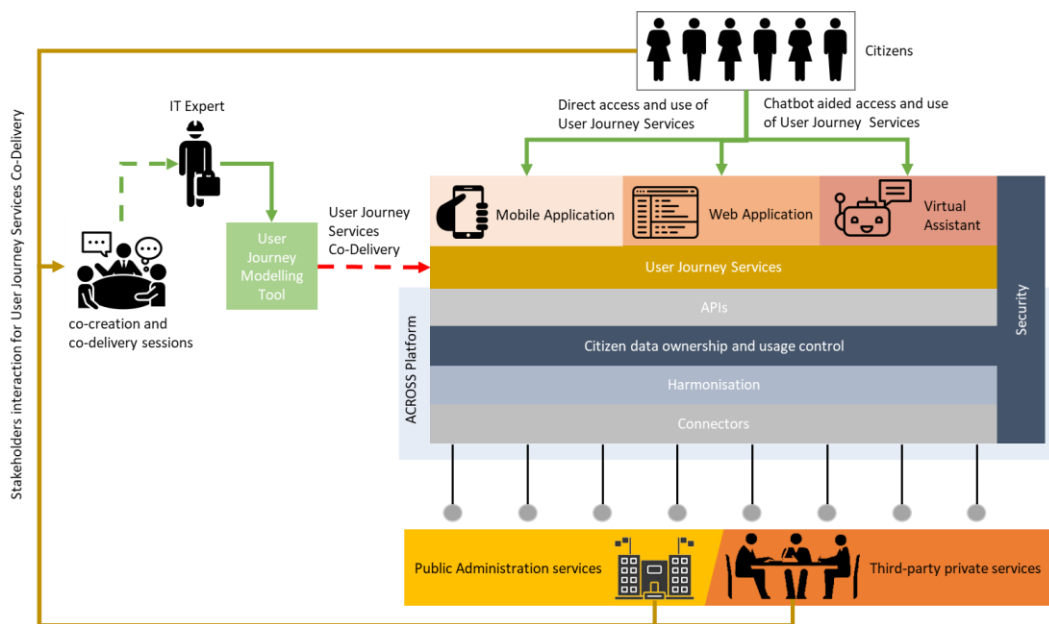 Citizens
Direct access and use of
User Journey Services
Chatbot aided access and use
of User Journey Services
IT Expert
Stakeholders interaction for User Journey Services Co-Delivery
User
Journey
Modelling
Tool
User Journey
Services
Co-Delivery
co-creation and
co-delivery sessions
Mobile Application
Web Application
Virtual
Assistant
User Journey Services
APIs
Citizen data ownership and usage control
Harmonisation
Connectors
Security
ACROSS Platform
Public Administration services
Third-party private services